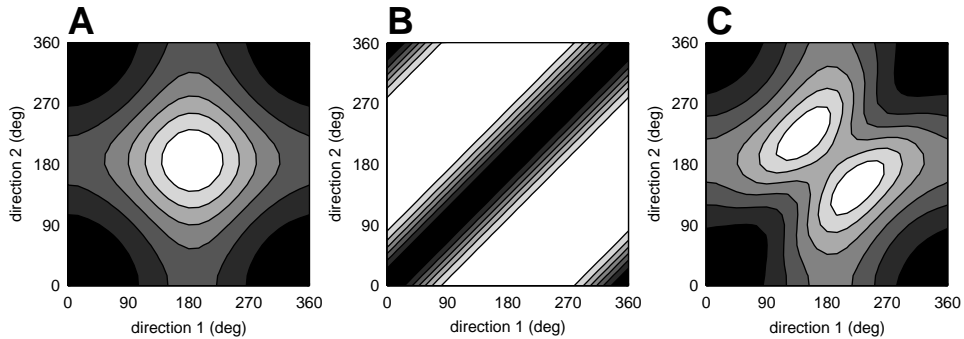 A B C
360 360 360
270 270 270
direction 2 (deg) direction 2 (deg) direction 2 (deg)
180 180 180
90 90 90
0 0 0
0 90 180 270 360 0 90 180 270 360 0 90 180 270 360
direction 1 (deg) direction 1 (deg) direction 1 (deg)